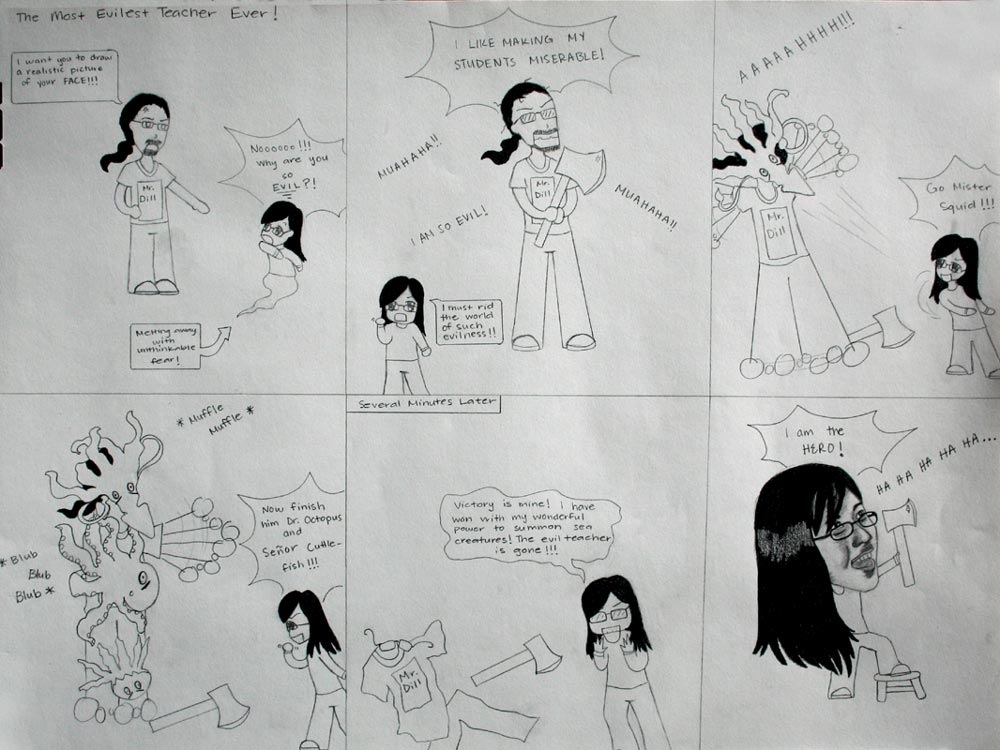 The Most Evilest Teacher Ever!
I want you to draw
a realistic picture
of your FACE!!!
Mr.
Dill
Noooooo!!!
Why are you
so
EVIL?!
Melting away
with
unthinkable
fear!
I LIKE MAKING MY
STUDENTS MISERABLE!
MUAHAHA!!
Mr.
Dill
MUAHAHA!!
I AM SO EVIL!
I must rid
the world
of such
evilness!!
AAAAAHHHH!!!
Mr.
Dill
Go Mister
Squid!!!
* Muffle
Muffle *
* Blub
Blub
Blub *
Now finish
him Dr. Octopus
and
Señor Cuttle-
fish!!!
Several Minutes Later
Victory is mine! I have
won with my wonderful
power to summon sea
creatures! The evil teacher
is gone!!!
Mr.
Dill
I am the
HERO!
HA HA HA HA HA...